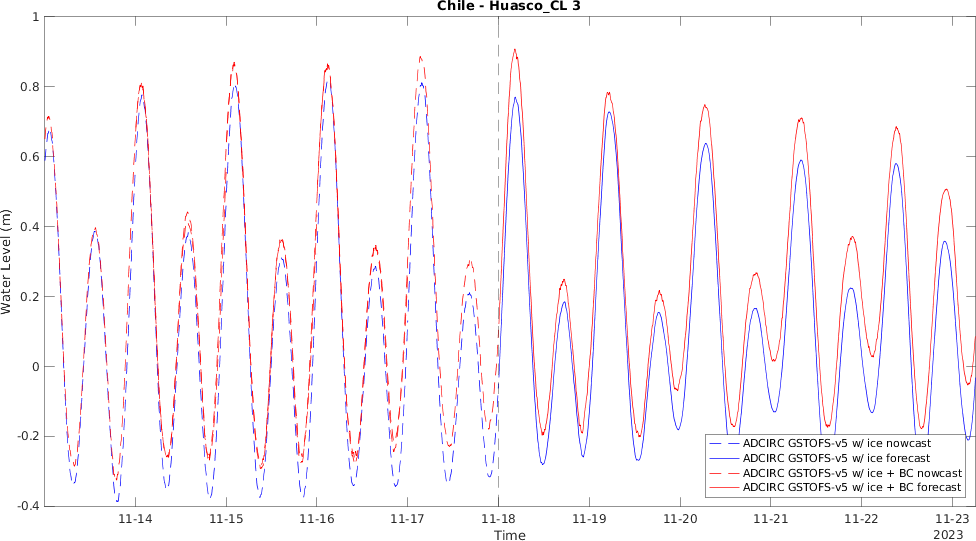 Chile - Huasco_CL 3
Water Level (m)
1
0.8
0.6
0.4
0.2
0
-0.2
-0.4
ADCIRC GSTOFS-v5 w/ ice nowcast
ADCIRC GSTOFS-v5 w/ ice forecast
ADCIRC GSTOFS-v5 w/ ice + BC nowcast
ADCIRC GSTOFS-v5 w/ ice + BC forecast
11-14 11-15 11-16 11-17 11-18 11-19 11-20 11-21 11-22 11-23
Time 2023